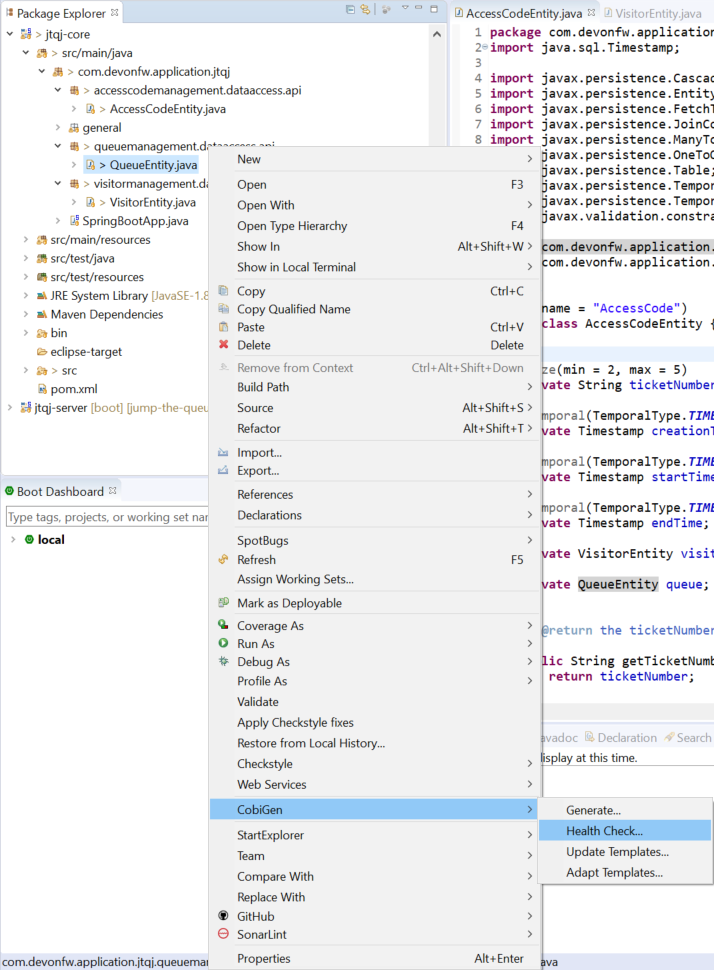 Package Explorer
> jtqj-core
> src/main/java
> com.devonfw.application.jtqj
> accesscodemanagement.dataaccess.api
> AccessCodeEntity.java
general
> queuemanagement.dataaccess.api
> QueueEntity.java
> visitormanagement.da
> VisitorEntity.java
SpringBootApp.java
src/main/resources
src/test/java
src/test/resources
JRE System Library [JavaSE-1.8
Maven Dependencies
bin
eclipse-target
> src
pom.xml
jtqj-server [boot] [jump-the-queu
Boot Dashboard
Type tags, projects, or working set nar
local
com.devonfw.application.jtqj.queuemar
New
Open F3
Open With
Open Type Hierarchy F4
Show In Alt+Shift+W >
Show in Local Terminal
Copy Ctrl+C
Copy Qualified Name
Paste Ctrl+V
Delete Delete
Remove from Context Ctrl+Alt+Shift+Down
Build Path
Source Alt+Shift+S >
Refactor Alt+Shift+T >
Import...
Export...
References
Declarations
SpotBugs
Refresh F5
Assign Working Sets...
Mark as Deployable
Coverage As
Run As
Debug As
Profile As
Validate
Apply Checkstyle fixes
Restore from Local History...
Checkstyle
Web Services
CobiGen
StartExplorer
Team
Compare With
Replace With
GitHub
SonarLint
Properties Alt+Enter
Generate...
Health Check...
Update Templates...
Adapt Templates...
AccessCodeEntity.java VisitorEntity.java
1 package com.devonfw.applicatio
2 import java.sql.Timestamp;
3
4 import javax.persistence.Cascad
5 import javax.persistence.Entity
6 import javax.persistence.FetchT
7 import javax.persistence.JoinCo
8 import javax.persistence.ManyTo
javax.persistence.OneToO
javax.persistence.Table;
javax.persistence.Tempor
javax.persistence.Tempor
javax.validation.constra
com.devonfw.application.
com.devonfw.application.
name = "AccessCode")
class AccessCodeEntity {
ze(min = 2, max = 5)
vate String ticketNumber
mporal(TemporalType.TIME
vate Timestamp creationT
mporal(TemporalType.TIME
vate Timestamp startTime
mporal(TemporalType.TIME
vate Timestamp endTime;
vate VisitorEntity visit
vate QueueEntity queue;
@return the ticketNumber
lic String getTicketNumb
return ticketNumber;
avadoc Declaration Search
display at this time.
ava